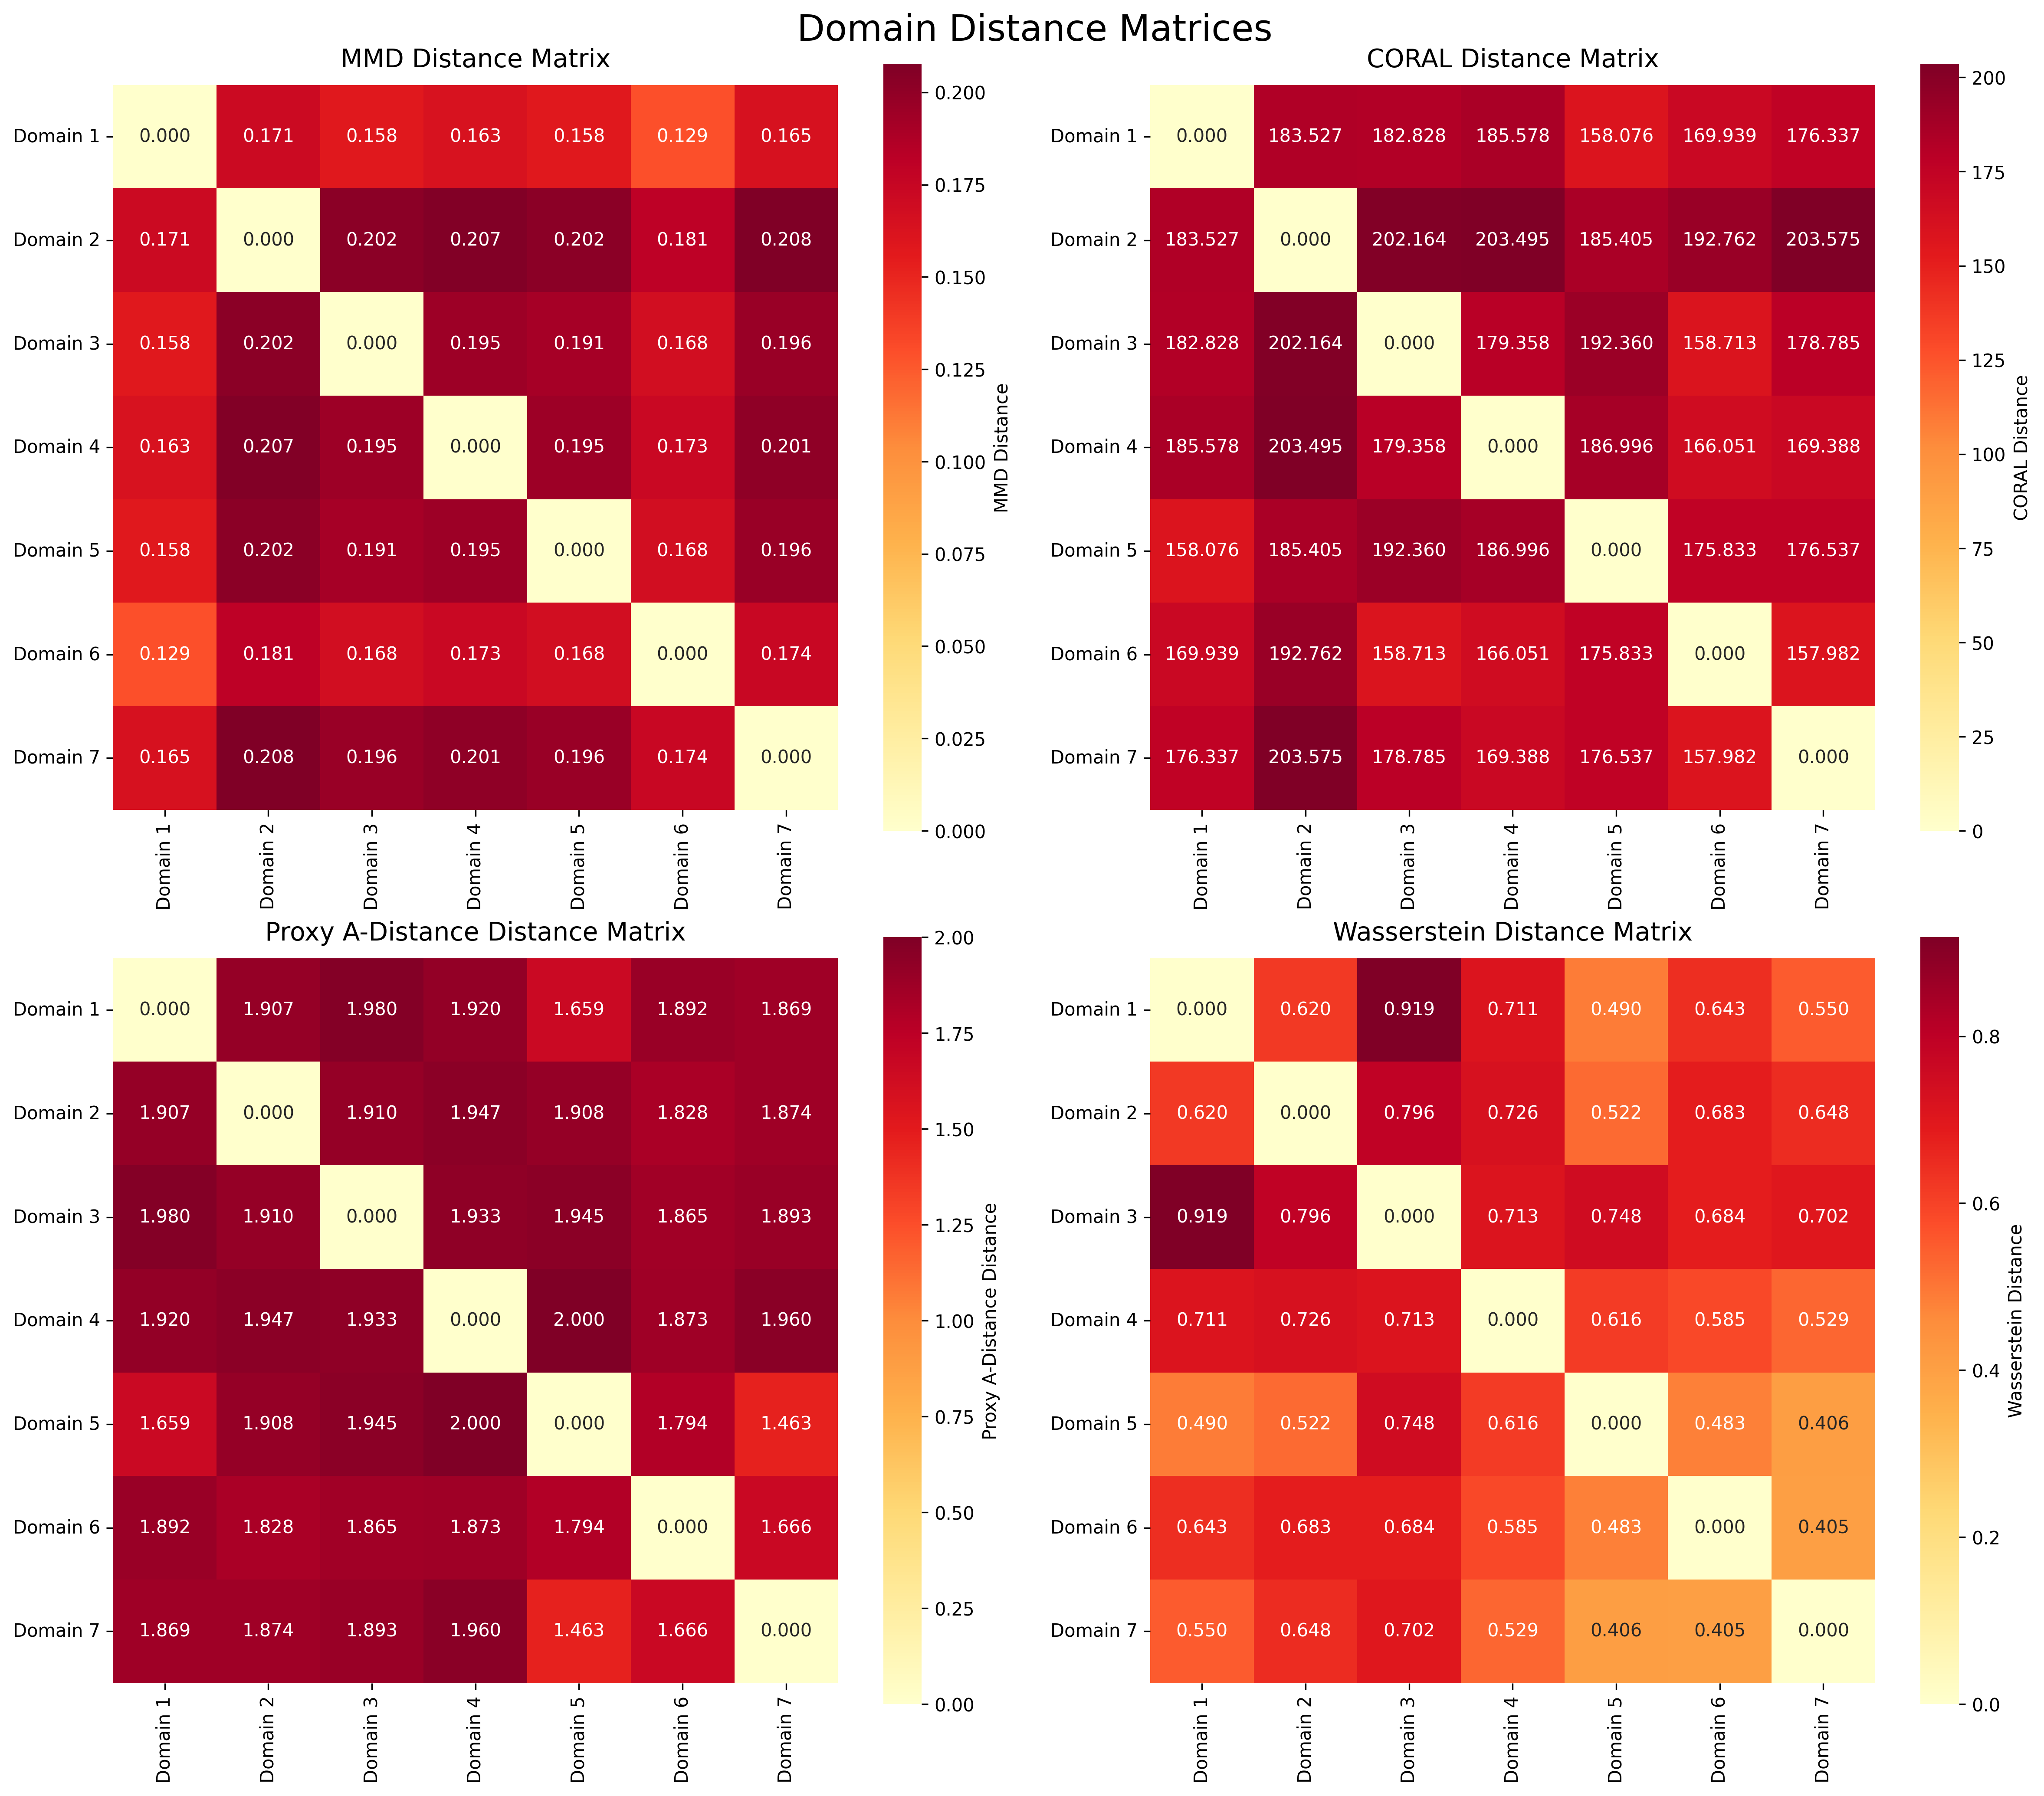 Domain Distance Matrices
MMD Distance Matrix
Domain 1 0.000 0.171 0.158 0.163 0.158 0.129 0.165
Domain 2 0.171 0.000 0.202 0.207 0.202 0.181 0.208
Domain 3 0.158 0.202 0.000 0.195 0.191 0.168 0.196
Domain 4 0.163 0.207 0.195 0.000 0.195 0.173 0.201
Domain 5 0.158 0.202 0.191 0.195 0.000 0.168 0.196
Domain 6 0.129 0.181 0.168 0.173 0.168 0.000 0.174
Domain 7 0.165 0.208 0.196 0.201 0.196 0.174 0.000
Domain 1 Domain 2 Domain 3 Domain 4 Domain 5 Domain 6 Domain 7
0.200
0.175
0.150
0.125
0.100
0.075
0.050
0.025
0.000
MMD Distance
CORAL Distance Matrix
Domain 1 0.000 183.527 182.828 185.578 158.076 169.939 176.337
Domain 2 183.527 0.000 202.164 203.495 185.405 192.762 203.575
Domain 3 182.828 202.164 0.000 179.358 192.360 158.713 178.785
Domain 4 185.578 203.495 179.358 0.000 186.996 166.051 169.388
Domain 5 158.076 185.405 192.360 186.996 0.000 175.833 176.537
Domain 6 169.939 192.762 158.713 166.051 175.833 0.000 157.982
Domain 7 176.337 203.575 178.785 169.388 176.537 157.982 0.000
Domain 1 Domain 2 Domain 3 Domain 4 Domain 5 Domain 6 Domain 7
200
175
150
125
100
75
50
25
0
CORAL Distance
Proxy A-Distance Distance Matrix
Domain 1 0.000 1.907 1.980 1.920 1.659 1.892 1.869
Domain 2 1.907 0.000 1.910 1.947 1.908 1.828 1.874
Domain 3 1.980 1.910 0.000 1.933 1.945 1.865 1.893
Domain 4 1.920 1.947 1.933 0.000 2.000 1.873 1.960
Domain 5 1.659 1.908 1.945 2.000 0.000 1.794 1.463
Domain 6 1.892 1.828 1.865 1.873 1.794 0.000 1.666
Domain 7 1.869 1.874 1.893 1.960 1.463 1.666 0.000
Domain 1 Domain 2 Domain 3 Domain 4 Domain 5 Domain 6 Domain 7
2.00
1.75
1.50
1.25
1.00
0.75
0.50
0.25
0.00
Proxy A-Distance Distance
Wasserstein Distance Matrix
Domain 1 0.000 0.620 0.919 0.711 0.490 0.643 0.550
Domain 2 0.620 0.000 0.796 0.726 0.522 0.683 0.648
Domain 3 0.919 0.796 0.000 0.713 0.748 0.684 0.702
Domain 4 0.711 0.726 0.713 0.000 0.616 0.585 0.529
Domain 5 0.490 0.522 0.748 0.616 0.000 0.483 0.406
Domain 6 0.643 0.683 0.684 0.585 0.483 0.000 0.405
Domain 7 0.550 0.648 0.702 0.529 0.406 0.405 0.000
Domain 1 Domain 2 Domain 3 Domain 4 Domain 5 Domain 6 Domain 7
0.8
0.6
0.4
0.2
0.0
Wasserstein Distance